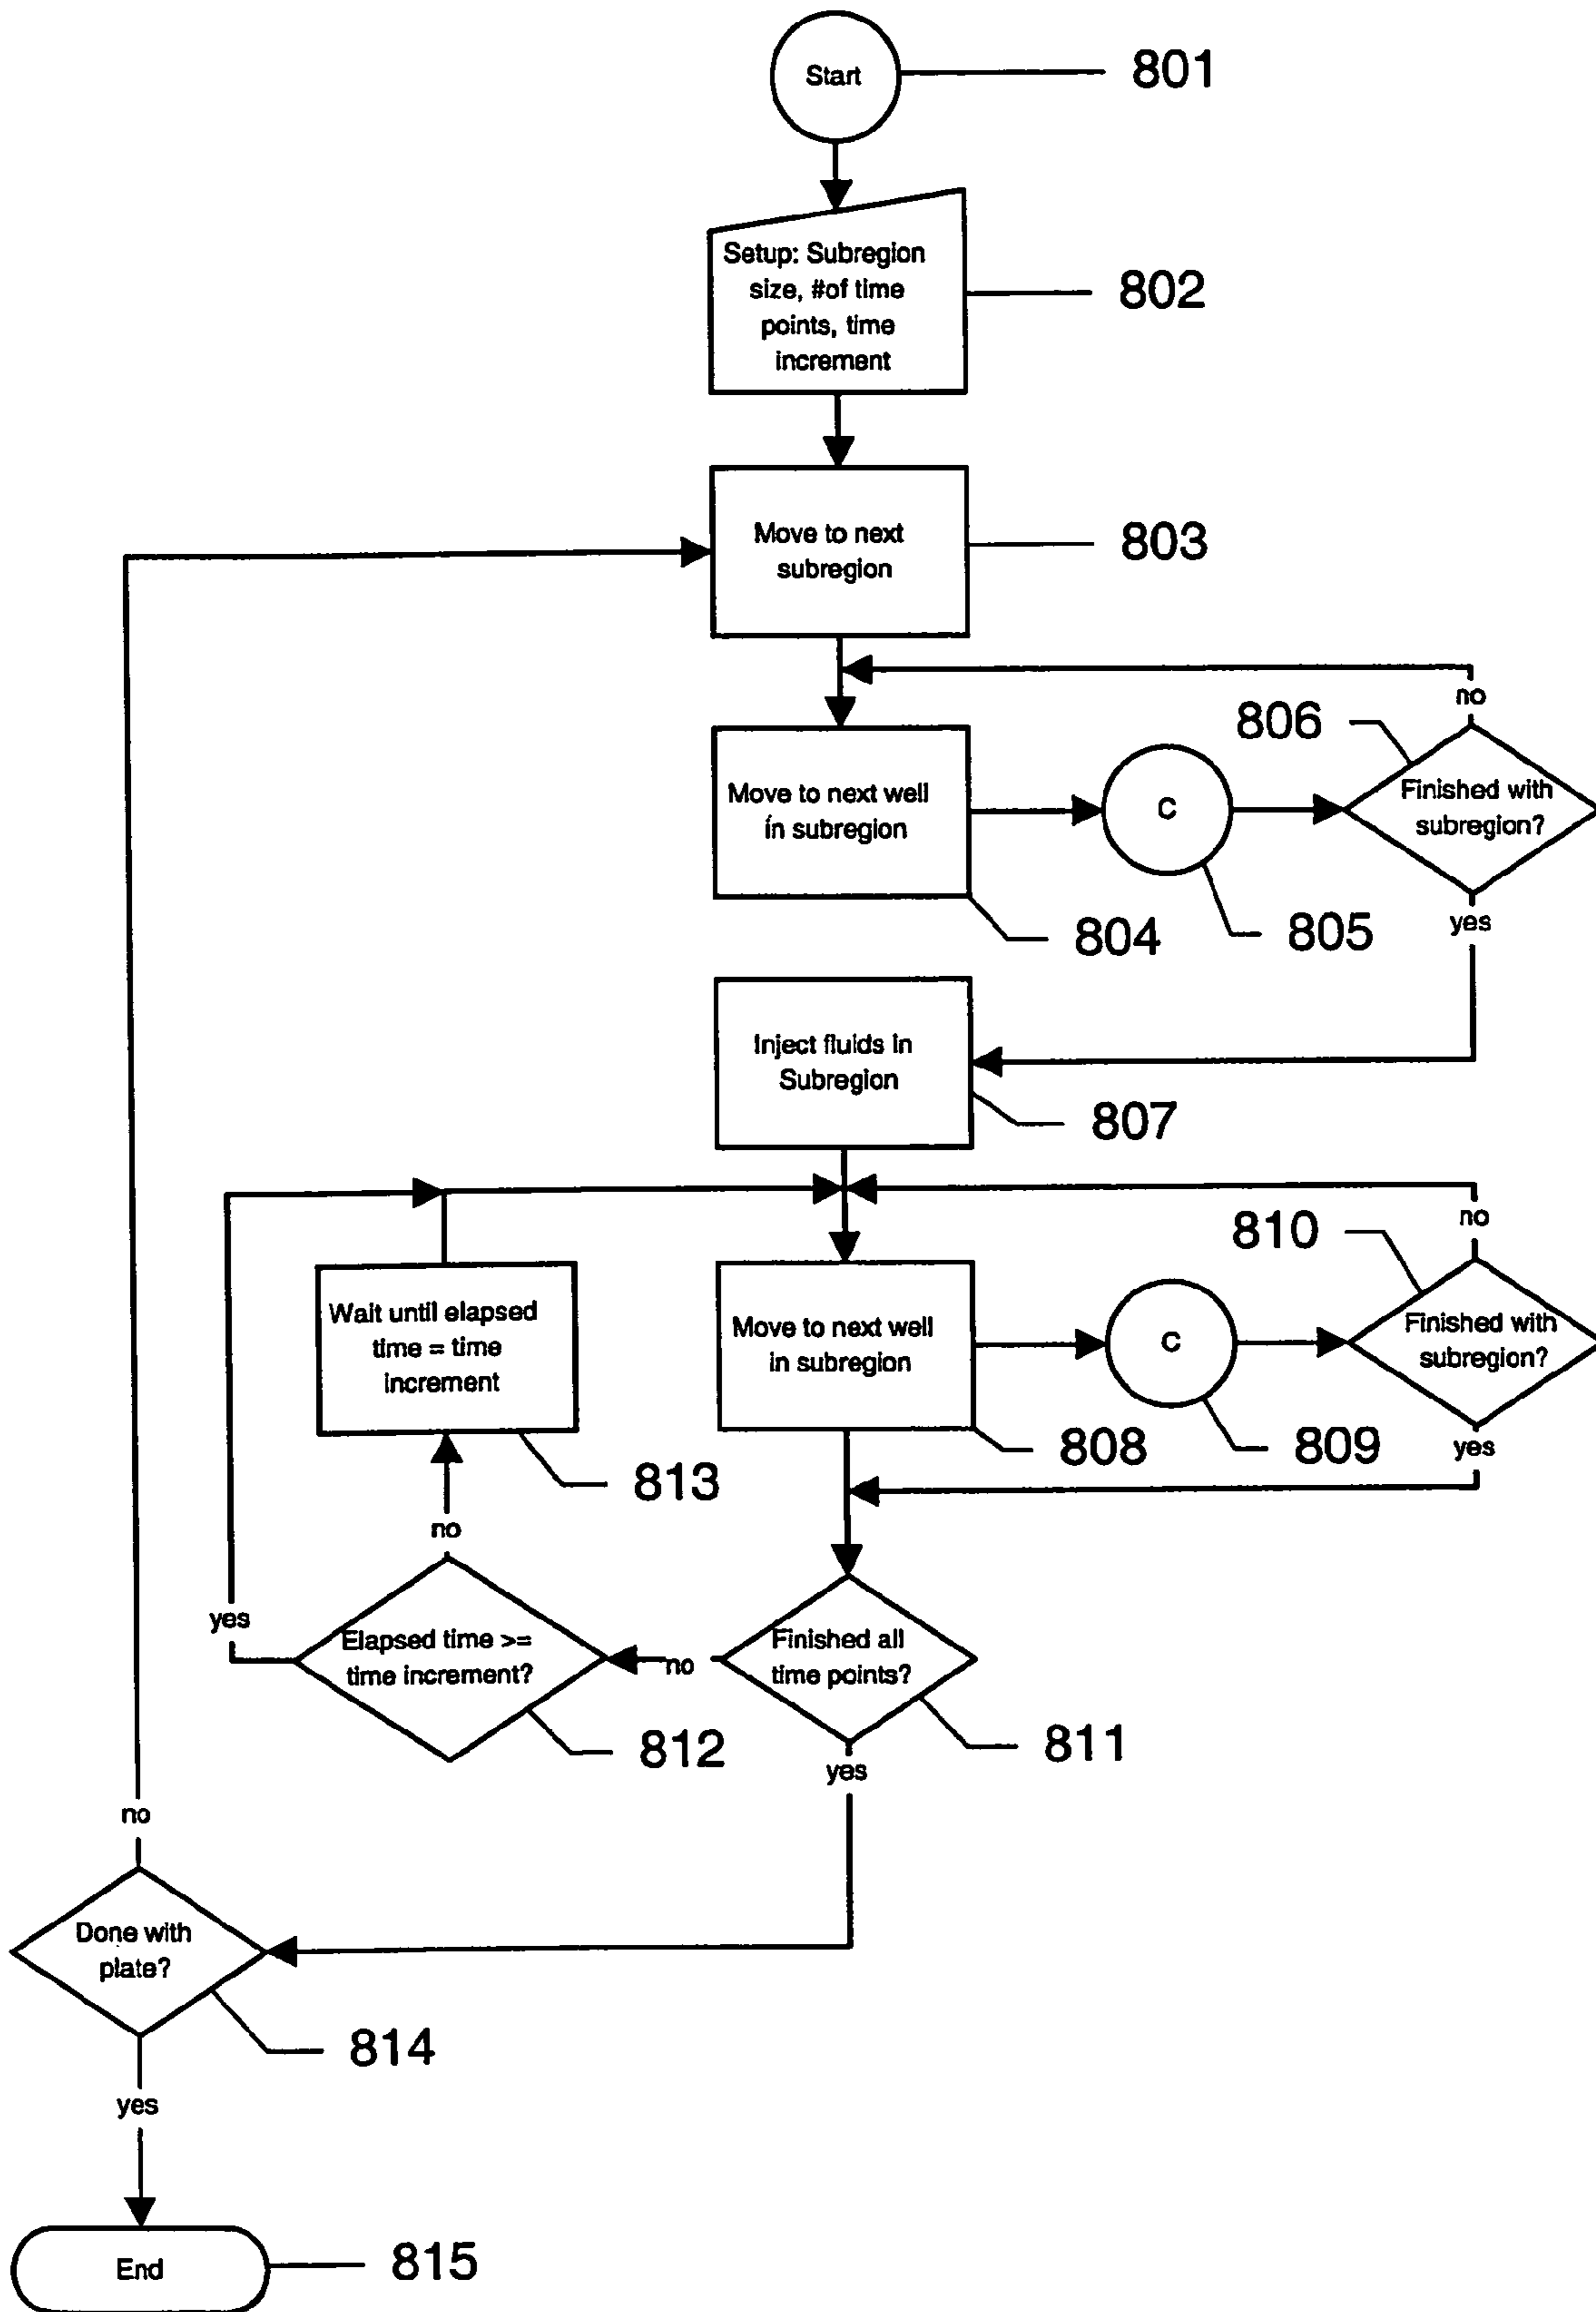 Start
801
Setup: Subregion
size, #of time
points, time
increment
802
Move to next
subregion
803
no
806
Move to next well
in subregion
C
Finished with
subregion?
804
805
yes
Inject fluids in
Subregion
807
no
810
Wait until elapsed
time = time
increment
Move to next well
in subregion
C
Finished with
subregion?
813
808
809
yes
no
yes
Elapsed time >=
time increment?
no
Finished all
time points?
812
811
yes
no
Done with
plate?
814
yes
End
815